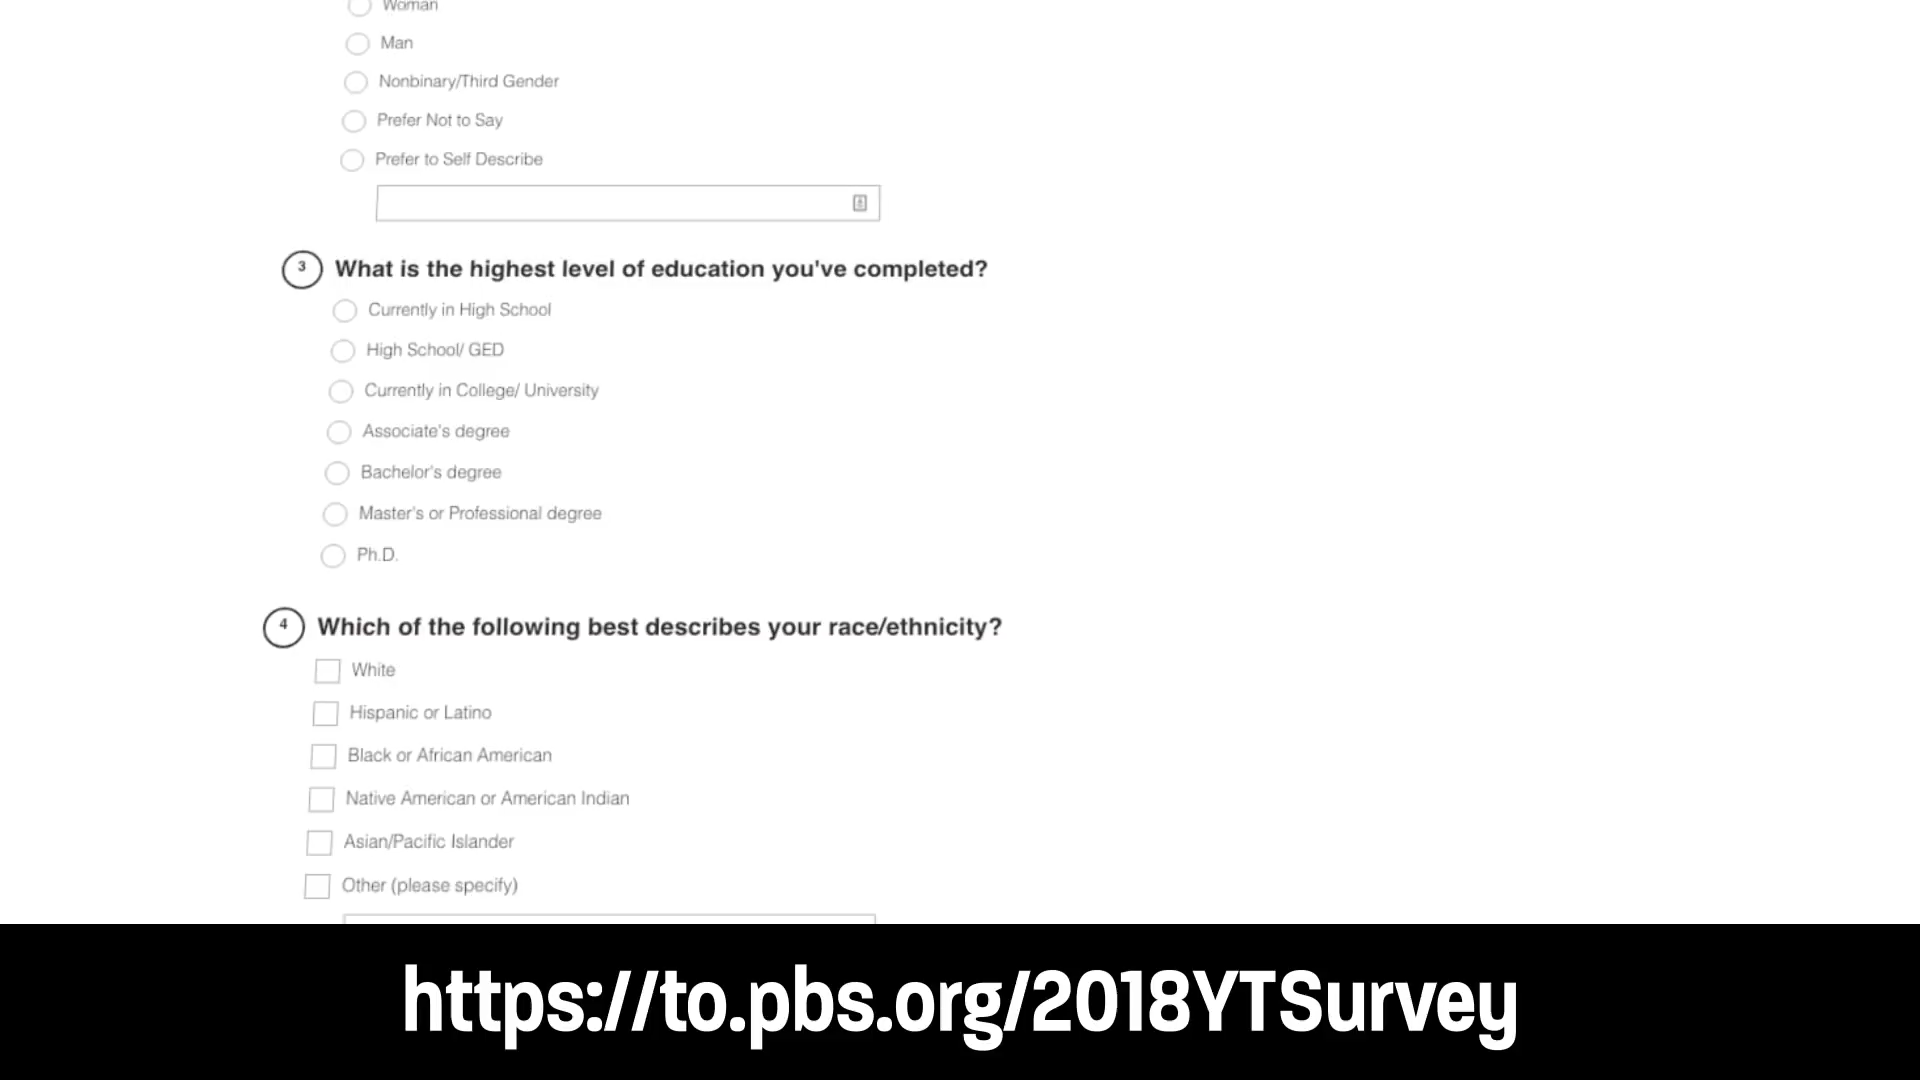 Woman
Man
Nonbinary/Third Gender
Prefer Not to Say
Prefer to Self Describe
3 What is the highest level of education you've completed?
Currently in High School
High School/ GED
Currently in College/ University
Associate's degree
Bachelor's degree
Master's or Professional degree
Ph.D.
4 Which of the following best describes your race/ethnicity?
White
Hispanic or Latino
Black or African American
Native American or American Indian
Asian/Pacific Islander
Other (please specify)
https://to.pbs.org/2018YTSurvey